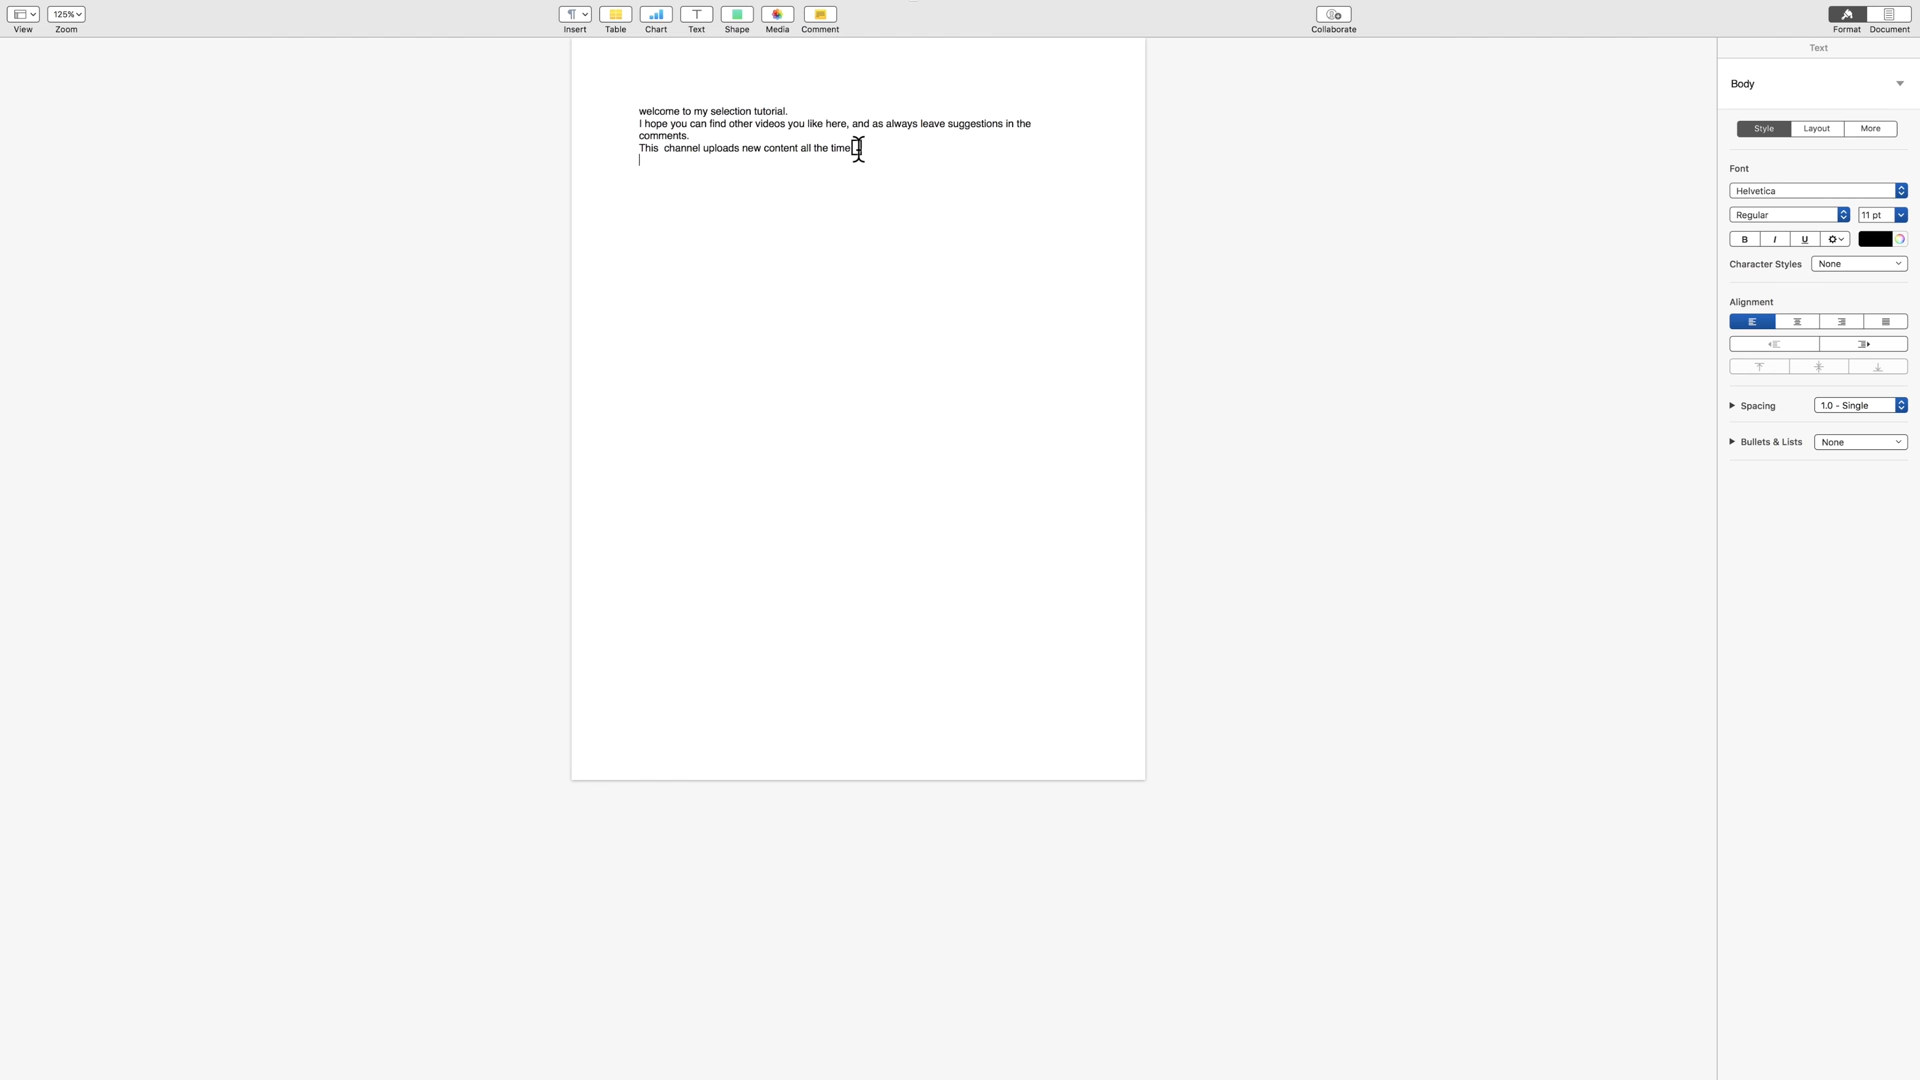 125%
View
Zoom
Insert
Table
Chart
Text
Shape
Media
Comment
Collaborate
Format
Document
welcome to my selection tutorial.
I hope you can find other videos you like here, and as always leave suggestions in the
comments.
This  channel uploads new content all the time
Text
Body
Style
Layout
More
Font
Helvetica
Regular
11 pt
B
I
U
Character Styles
None
Alignment
Spacing
1.0 - Single
Bullets & Lists
None